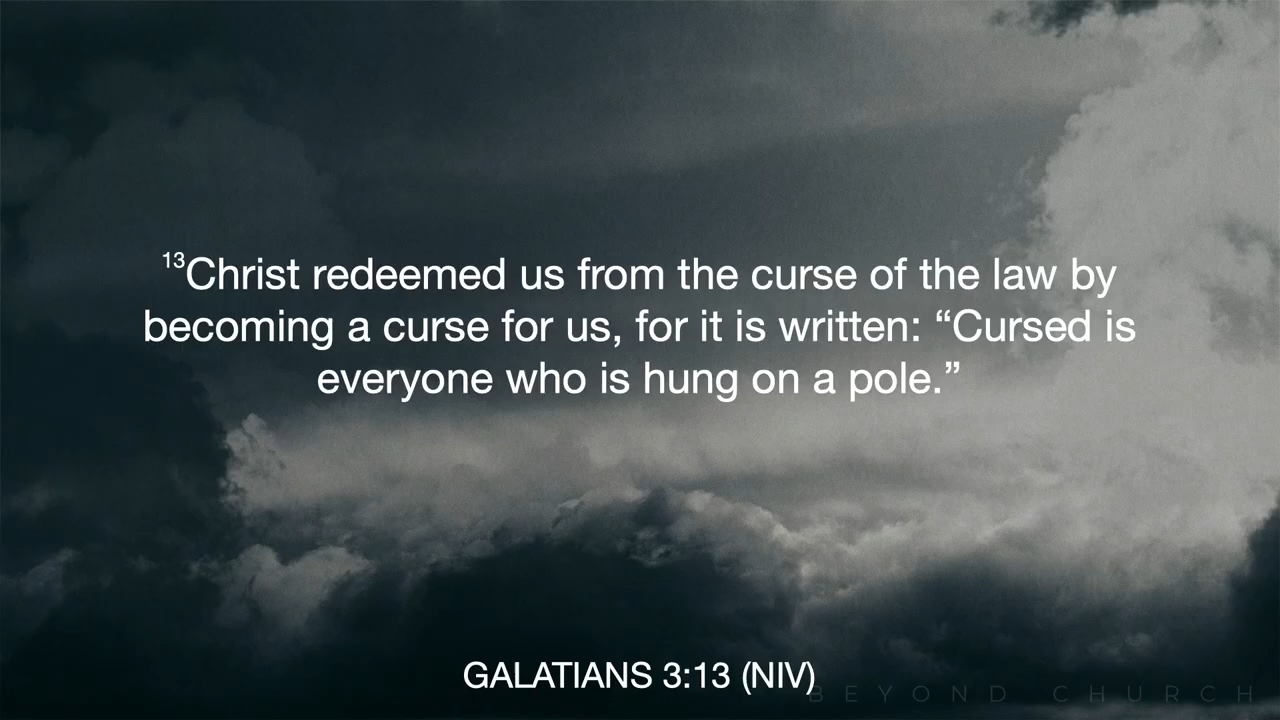 ¹³Christ redeemed us from the curse of the law by
becoming a curse for us, for it is written: “Cursed is
everyone who is hung on a pole.”
GALATIANS 3:13 (NIV)
BEYOND CHURCH